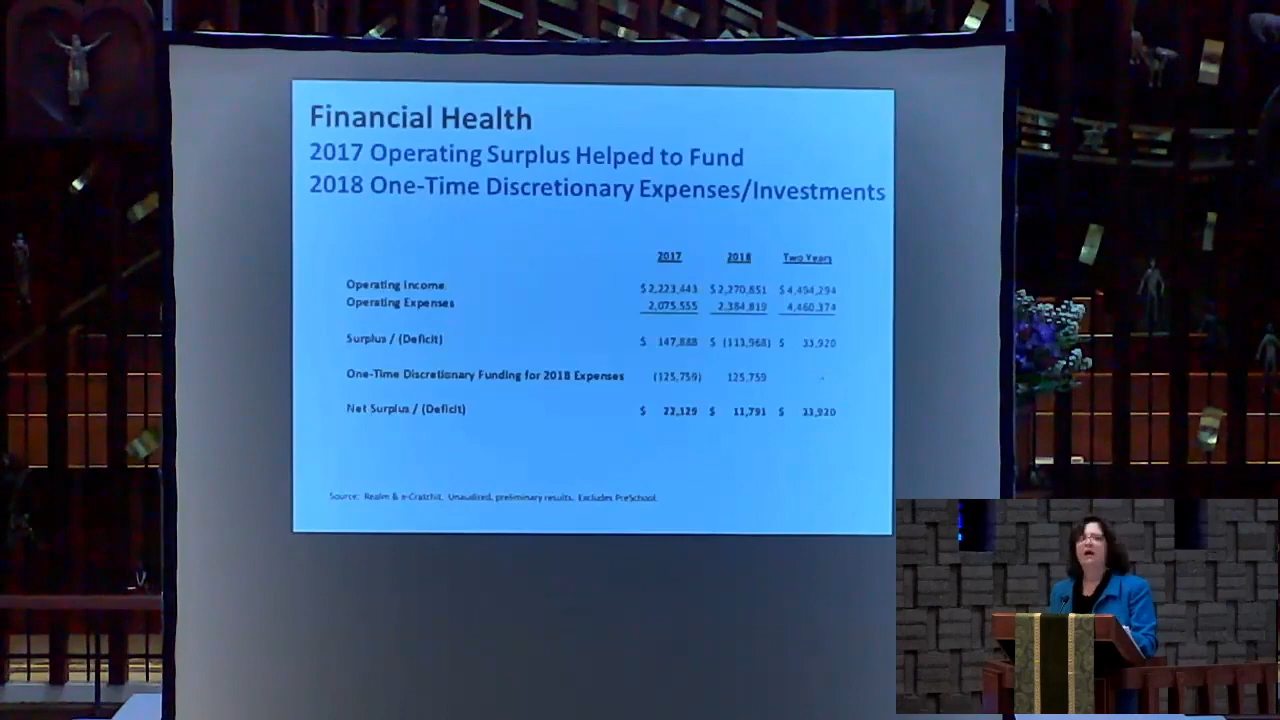 Financial Health
2017 Operating Surplus Helped to Fund
2018 One-Time Discretionary Expenses/Investments
2017 2018 Two Years
Operating Income $ 2,223,443 $ 2,270,851 $ 4,494,294
Operating Expenses 2,075,555 2,384,819 4,460,374
Surplus / (Deficit) $ 147,888 $ (113,968) $ 33,920
One-Time Discretionary Funding for 2018 Expenses (125,759) 125,759 -
Net Surplus / (Deficit) $ 22,129 $ 11,791 $ 33,920
Source: Realm & e-Cratchit. Unaudited, preliminary results. Excludes PreSchool.